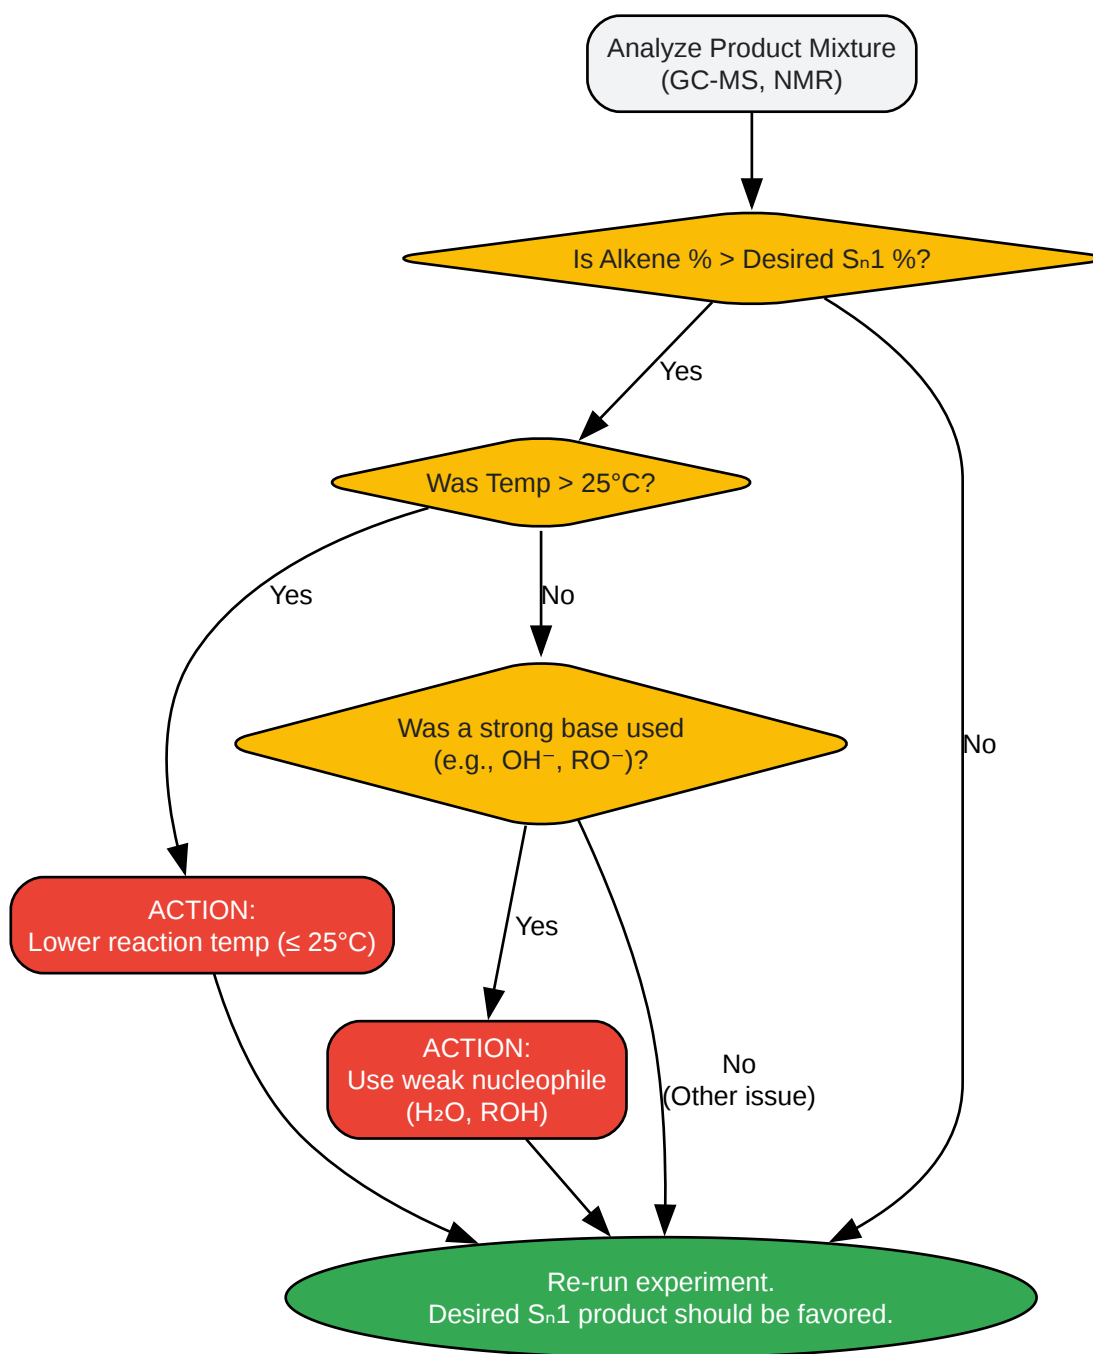 Analyze Product Mixture
(GC-MS, NMR)
Is Alkene % > Desired Sₙ1 %?
Yes
Was Temp > 25°C?
Yes
No
Was a strong base used
(e.g., OH⁻, RO⁻)?
No
ACTION:
Lower reaction temp (≤ 25°C)
Yes
ACTION:
Use weak nucleophile
(H₂O, ROH)
No
(Other issue)
Re-run experiment.
Desired Sₙ1 product should be favored.